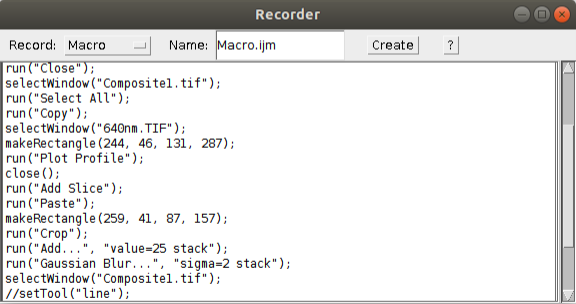 Recorder
Record: Macro Name: Macro.ijm Create ?
run("Close");
selectWindow("Composite1.tif");
run("Select All");
run("Copy");
selectWindow("640nm.TIF");
makeRectangle(244, 46, 131, 287);
run("Plot Profile");
close();
run("Add Slice");
run("Paste");
makeRectangle(259, 41, 87, 157);
run("Crop");
run("Add...", "value=25 stack");
run("Gaussian Blur...", "sigma=2 stack");
selectWindow("Composite1.tif");
//setTool("line");